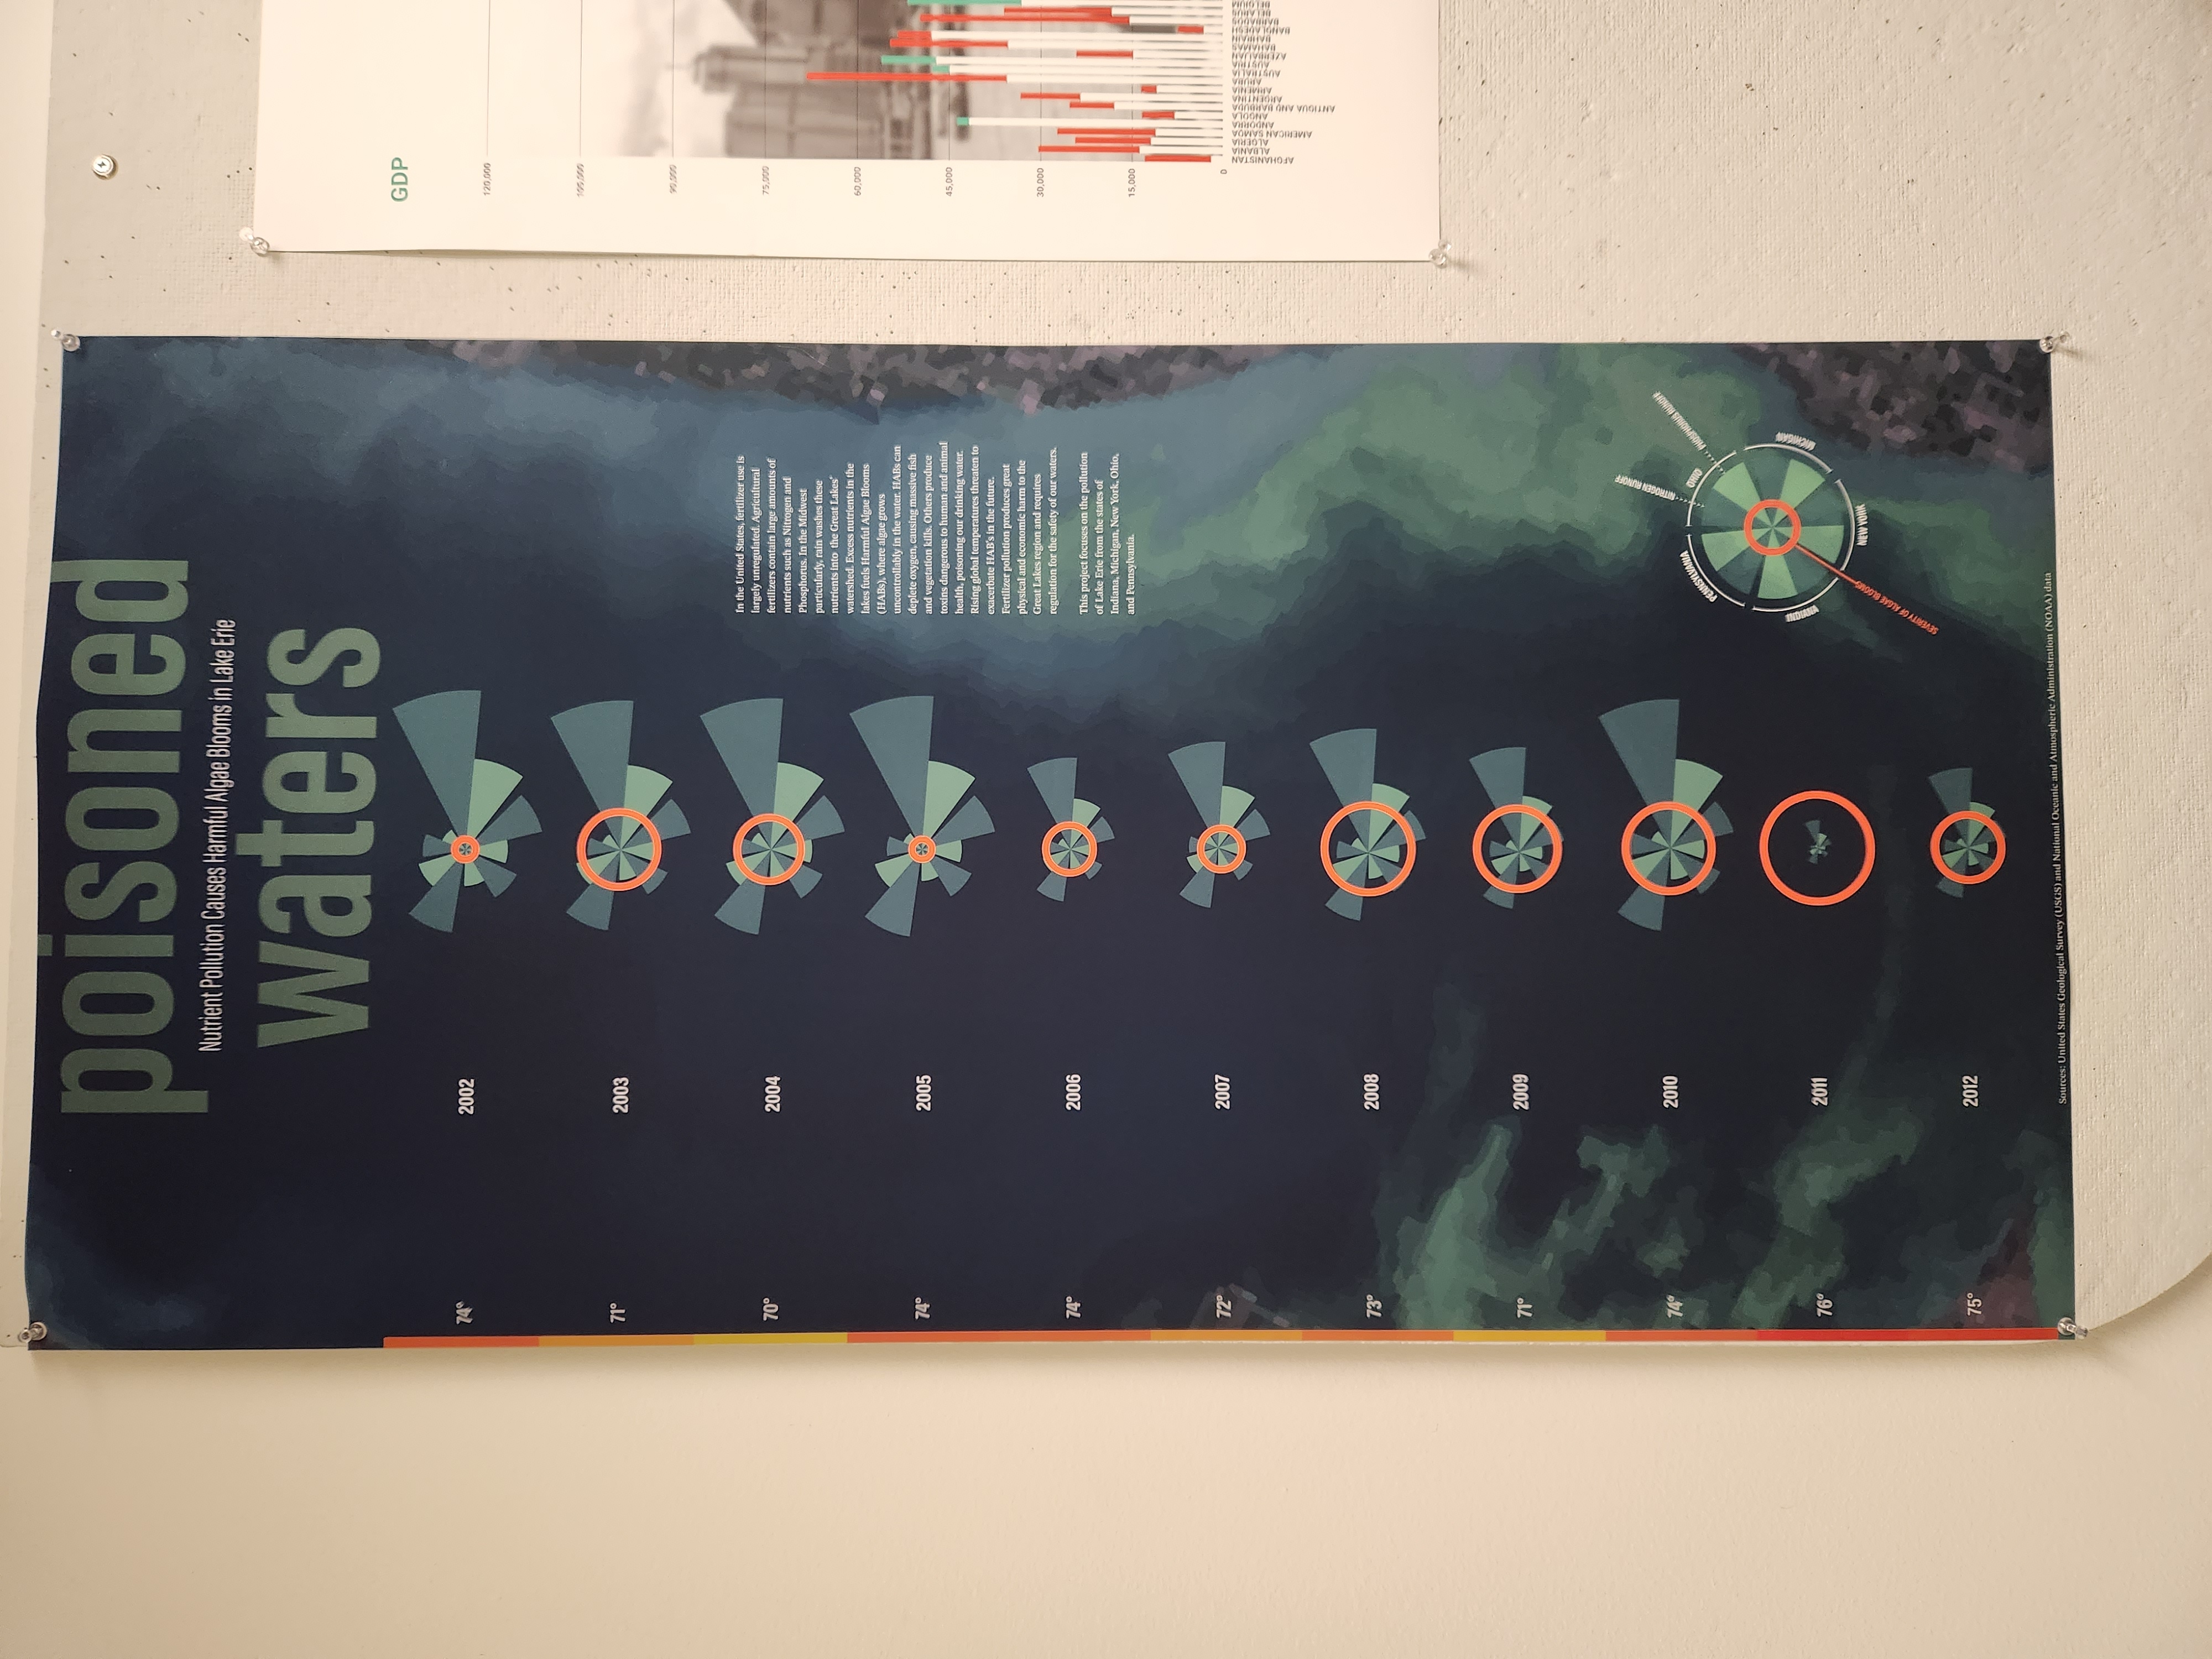 poisoned
Nutrient Pollution Causes Harmful Algae Blooms in Lake Erie
waters
74° 2002
71° 2003
70° 2004
74° 2005
74° 2006
72° 2007
73° 2008
71° 2009
74° 2010
76° 2011
75° 2012
In the United States, fertilizer use is
largely unregulated. Agricultural
fertilizers contain large amounts of
nutrients such as Nitrogen and
Phosphorus. In the Midwest
particularly, rain washes these
nutrients into the Great Lakes'
watershed. Excess nutrients in the
lakes fuels Harmful Algae Blooms
(HABs), where algae grows
uncontrollably in the water. HABs can
deplete oxygen, causing massive fish
and vegetation kills. Others produce
toxins dangerous to human and animal
health, poisoning our drinking water.
Rising global temperatures threaten to
exacerbate HAB's in the future.
Fertilizer pollution produces great
physical and economic harm to the
Great Lakes region and requires
regulation for the safety of our waters.
This project focuses on the pollution
of Lake Erie from the states of
Indiana, Michigan, New York, Ohio,
and Pennsylvania.
NITROGEN RUNOFF
PHOSPHORUS RUNOFF
PENNSYLVANIA
OHIO
MICHIGAN
NEW YORK
INDIANA
SEVERITY OF ALGAE BLOOMS
Sources: United States Geological Survey (USGS) and National Oceanic and Atmospheric Administration (NOAA) data
GDP
120,000
105,000
90,000
75,000
60,000
45,000
30,000
15,000
0
AFGHANISTAN
ALBANIA
ALGERIA
AMERICAN SAMOA
ANDORRA
ANGOLA
ANTIGUA AND BARBUDA
ARGENTINA
ARMENIA
ARUBA
AUSTRALIA
AUSTRIA
AZERBAIJAN
BAHAMAS
BAHRAIN
BANGLADESH
BARBADOS
BELARUS
BELGIUM